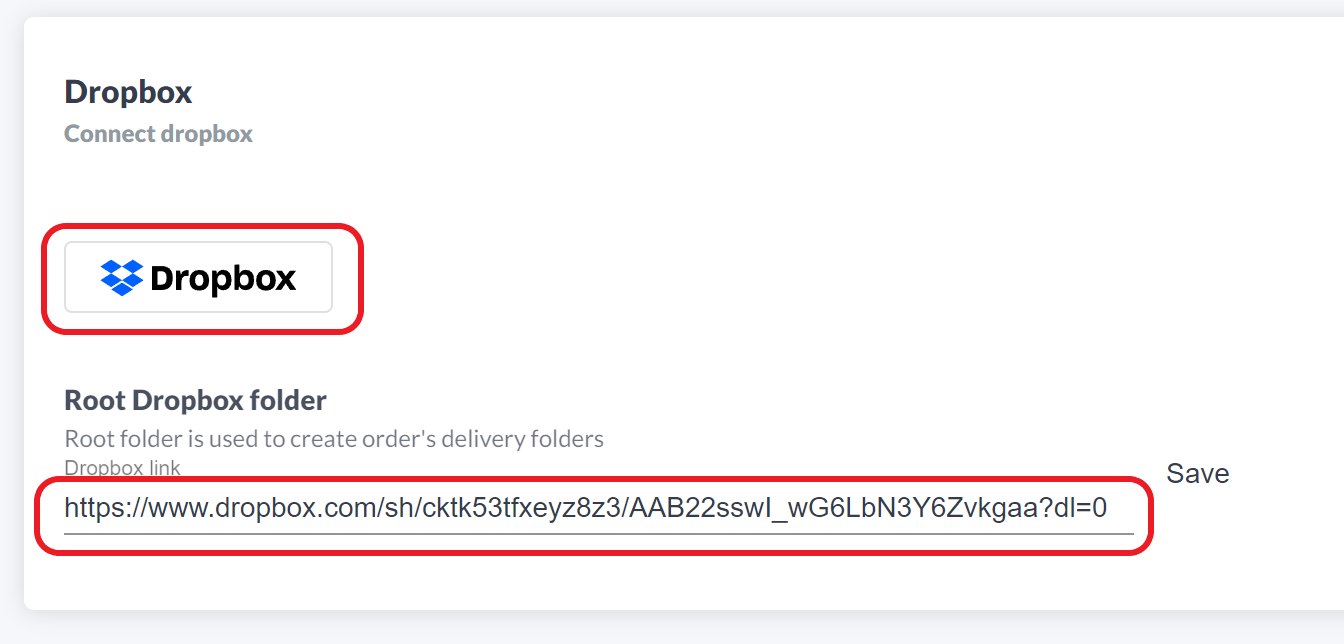 Dropbox
Connect dropbox
Dropbox
Root Dropbox folder
Root folder is used to create order's delivery folders
Dropbox link
https://www.dropbox.com/sh/cktk53tfxeyz8z3/AAB22sswI_wG6LbN3Y6Zvkgaa?dl=0
Save